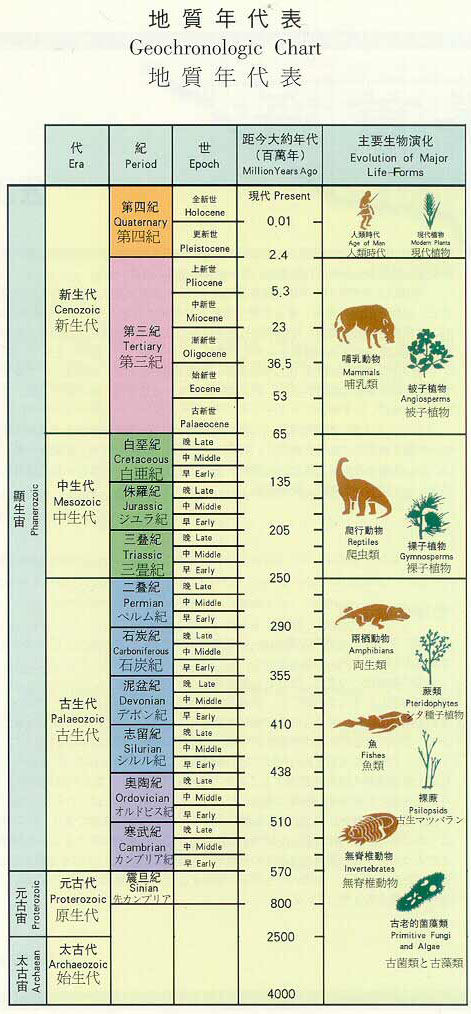 地質年代表
Geochronologic Chart
地質年代表
代
Era
紀
Period
世
Epoch
距今大約年代
(百萬年)
Million Years Ago
主要生物演化
Evolution of Major
Life-Forms
顯生宙
Phanerozoic
新生代
Cenozoic
新生代
第四紀
Quaternary
第四紀
全新世
Holocene
更新世
Pleistocene
現代 Present
0.01
2.4
人類時代
Age of Man
人類時代
現代植物
Modern Plants
現代植物
第三紀
Tertiary
第三紀
上新世
Pliocene
中新世
Miocene
漸新世
Oligocene
始新世
Eocene
古新世
Palaeocene
5.3
23
36.5
53
65
哺乳動物
Mammals
哺乳類
被子植物
Angiosperms
被子植物
中生代
Mesozoic
中生代
白堊紀
Cretaceous
白亜紀
晚 Late
中 Middle
早 Early
135
侏羅紀
Jurassic
ジュラ紀
晚 Late
中 Middle
早 Early
205
三叠紀
Triassic
三畳紀
晚 Late
中 Middle
早 Early
250
爬行動物
Reptiles
爬虫類
裸子植物
Gymnosperms
裸子植物
古生代
Palaeozoic
古生代
二叠紀
Permian
ペルム紀
晚 Late
中 Middle
早 Early
290
石炭紀
Carboniferous
石炭紀
晚 Late
中 Middle
早 Early
355
泥盆紀
Devonian
デボン紀
晚 Late
中 Middle
早 Early
410
志留紀
Silurian
シルル紀
晚 Late
中 Middle
早 Early
438
奧陶紀
Ordovician
オルドビス紀
晚 Late
中 Middle
早 Early
510
寒武紀
Cambrian
カンブリア紀
晚 Late
中 Middle
早 Early
570
兩栖動物
Amphibians
両生類
蕨類
Pteridophytes
シダ種子植物
魚
Fishes
魚類
裸蕨
Psilopsids
古生マツバラン
無脊椎動物
Invertebrates
無脊椎動物
元古宙
Proterozoic
元古代
Proterozoic
原生代
震旦紀
Sinian
先カンブリア
800
2500
古老的菌藻類
Primitive Fungi
and Algae
古菌類と古藻類
太古宙
Archaean
太古代
Archaeozoic
始生代
4000